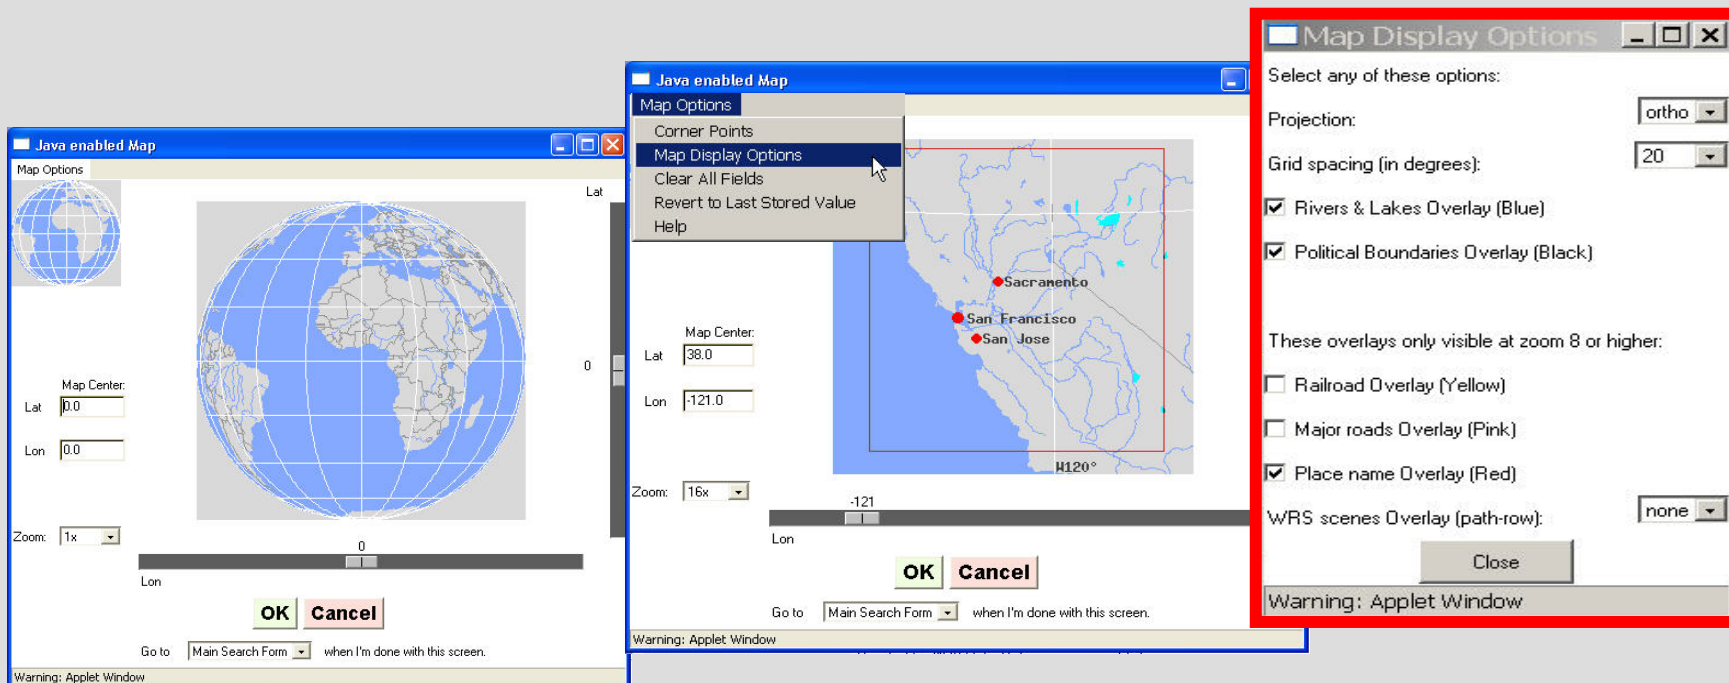 Java enabled Map
Map Options
Lat
0
Map Center:
Lat 0.0
Lon 0.0
Zoom: 1x
0
Lon
OK Cancel
Go to Main Search Form when I'm done with this screen.
Warning: Applet Window
Java enabled Map
Map Options
Corner Points
Map Display Options
Clear All Fields
Revert to Last Stored Value
Help
Sacramento
San Francisco
San Jose
W120°
Map Center:
Lat 38.0
Lon -121.0
Zoom: 16x
-121
Lon
OK Cancel
Go to Main Search Form when I'm done with this screen.
Warning: Applet Window
Map Display Options
Select any of these options:
Projection: ortho
Grid spacing (in degrees): 20
Rivers & Lakes Overlay (Blue)
Political Boundaries Overlay (Black)
These overlays only visible at zoom 8 or higher:
Railroad Overlay (Yellow)
Major roads Overlay (Pink)
Place name Overlay (Red)
WRS scenes Overlay (path-row): none
Close
Warning: Applet Window